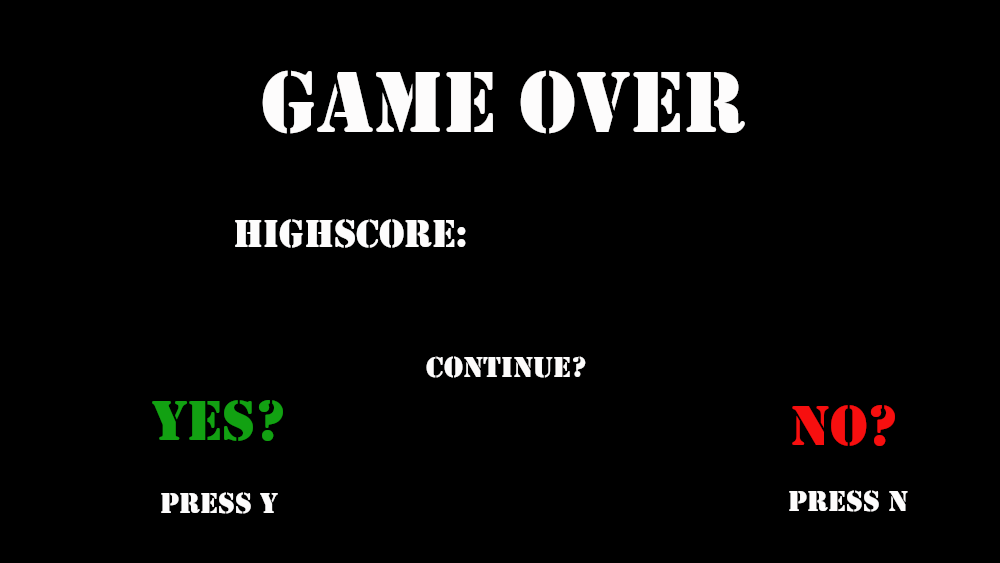 GAME OVER
HIGHSCORE:
CONTINUE?
YES?
NO?
PRESS Y
PRESS N